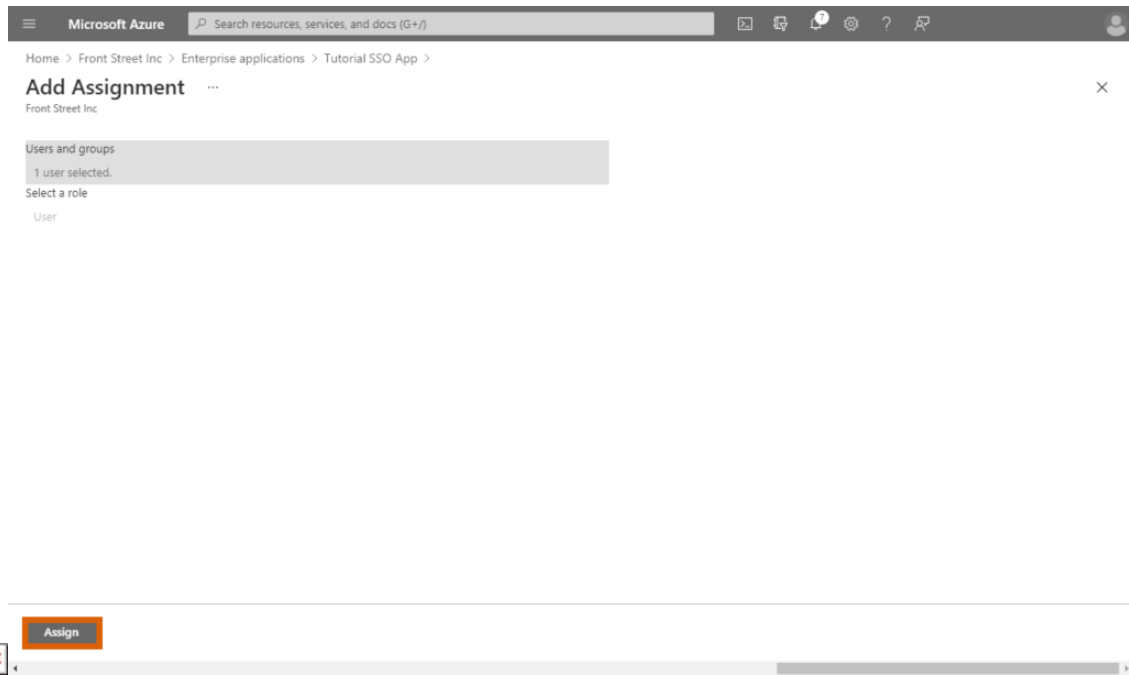 Microsoft Azure
Search resources, services, and docs (G+/)
7
?
Home > Front Street Inc > Enterprise applications > Tutorial SSO App >
Add Assignment ...
Front Street Inc
Users and groups
1 user selected.
Select a role
User
Assign